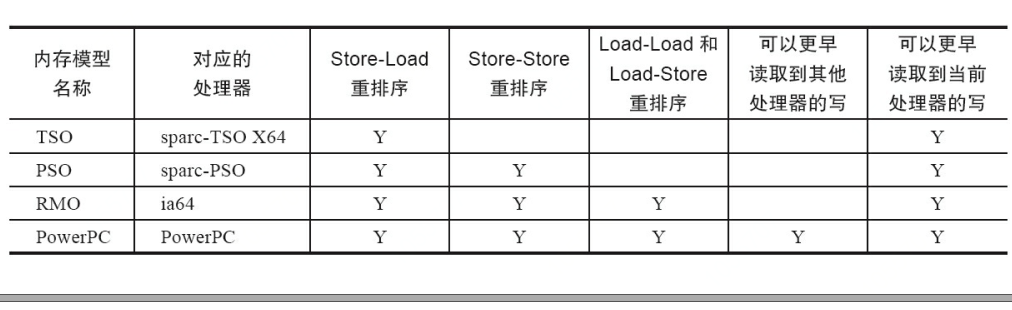 内存模型名称 对应的处理器 Store-Load 重排序 Store-Store 重排序 Load-Load 和 Load-Store 重排序 可以更早读取到其他处理器的写 可以更早读取到当前处理器的写
TSO sparc-TSO X64 Y Y
PSO sparc-PSO Y Y Y
RMO ia64 Y Y Y Y
PowerPC PowerPC Y Y Y Y Y